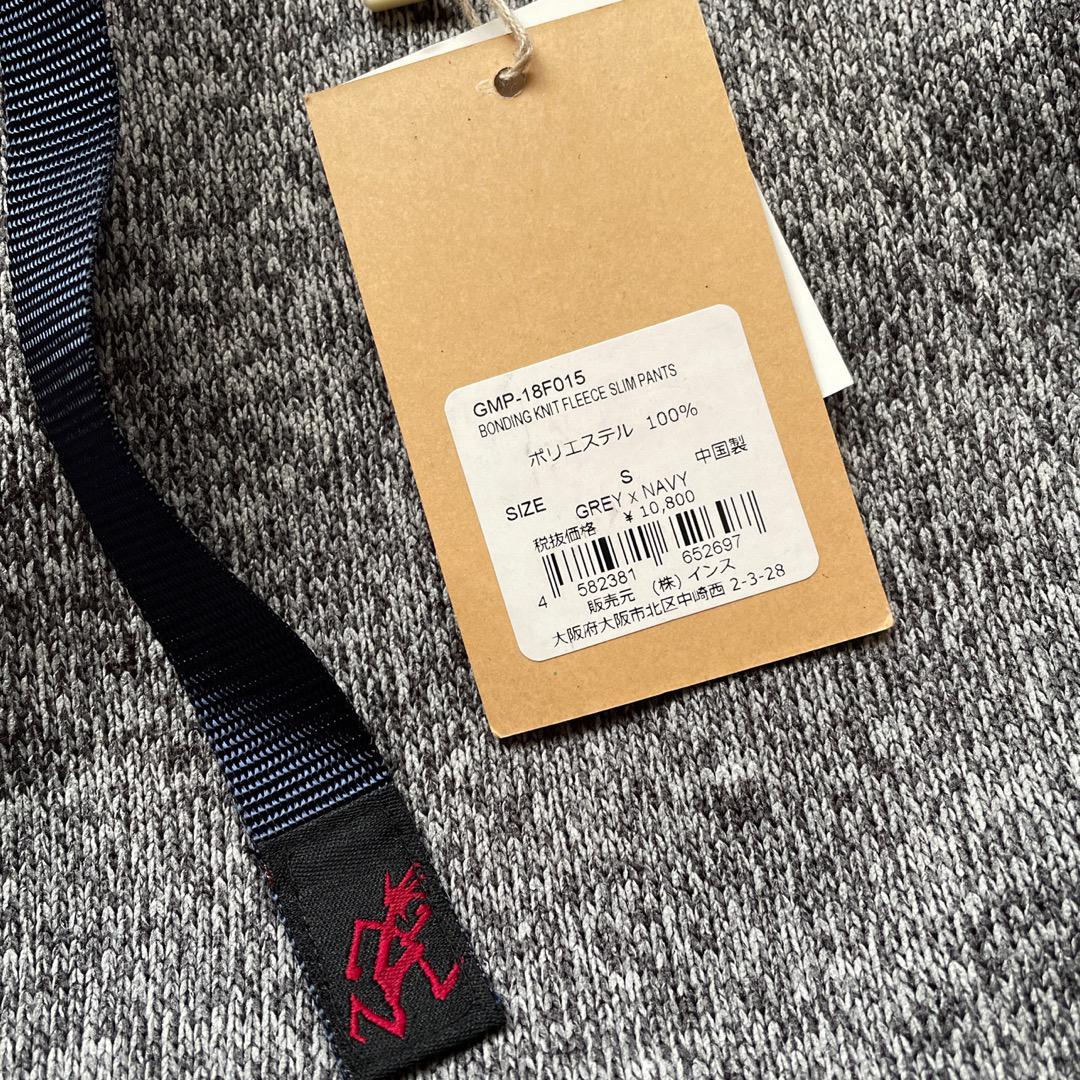 GMP-18F015
BONDING KNIT FLEECE SLIM PANTS
ポリエステル 100%
中国製
SIZE S
GREY x NAVY
税抜価格 ¥10,800
4 582381 652697
販売元 (株)インス
大阪府大阪市北区中崎西 2-3-28